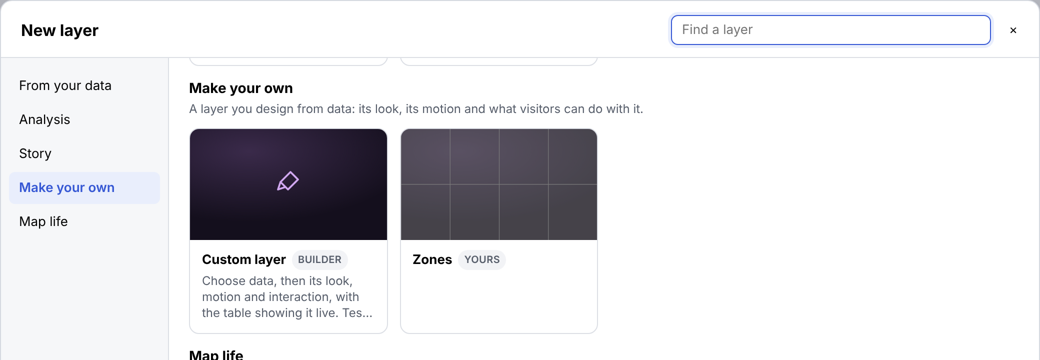 New layer
Find a layer
×
From your data
Analysis
Story
Make your own
Map life
Make your own
A layer you design from data: its look, its motion and what visitors can do with it.
Custom layer BUILDER
Choose data, then its look,
motion and interaction, with
the table showing it live. Tes...
Zones YOURS
Map life